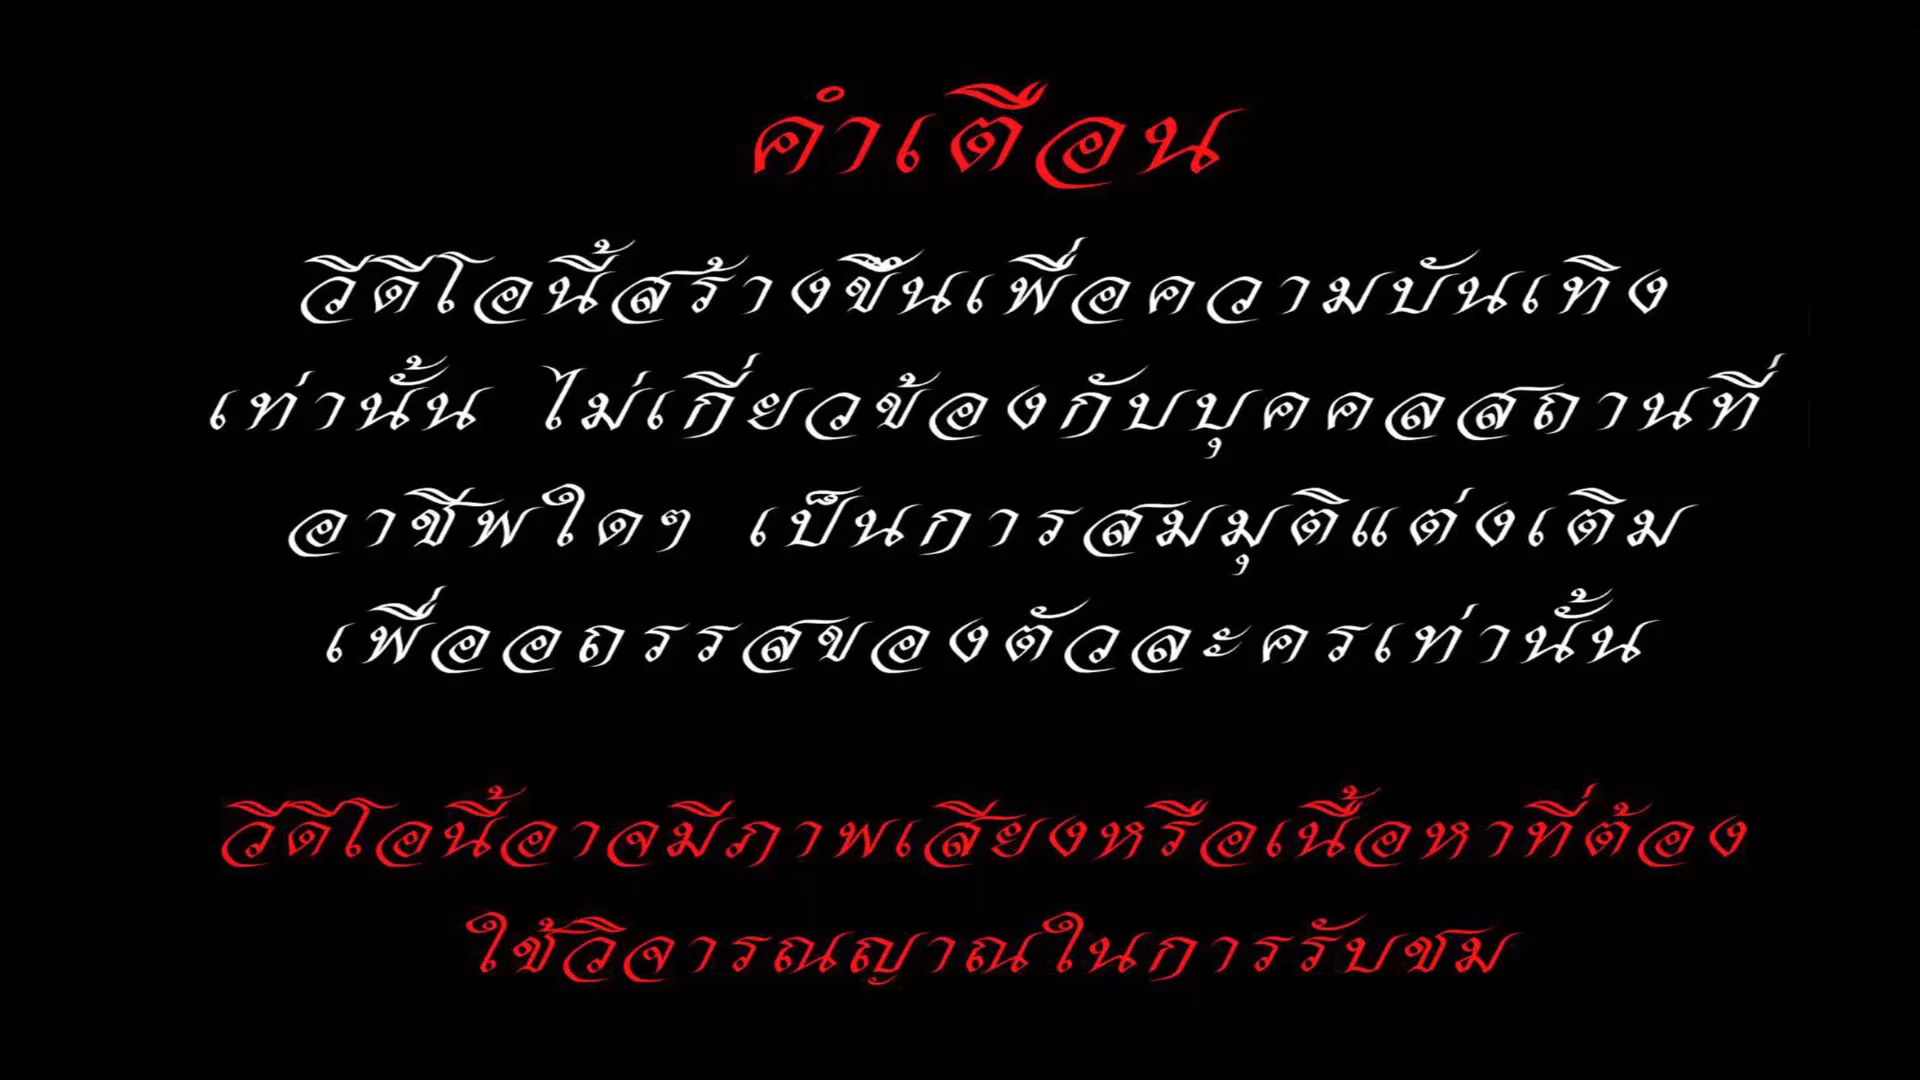 คำเตือน
วีดีโอนี้สร้างขึ้นเพื่อความบันเทิง
เท่านั้น ไม่เกี่ยวข้องกับบุคคลสถานที่
อาชีพใดๆ เป็นการสมมุติแต่งเติม
เพื่ออถรรสของตัวละครเท่านั้น
วีดีโอนี้อาจมีภาพเสียงหรือเนื้อหาที่ต้อง
ใช้วิจารณญาณในการรับชม